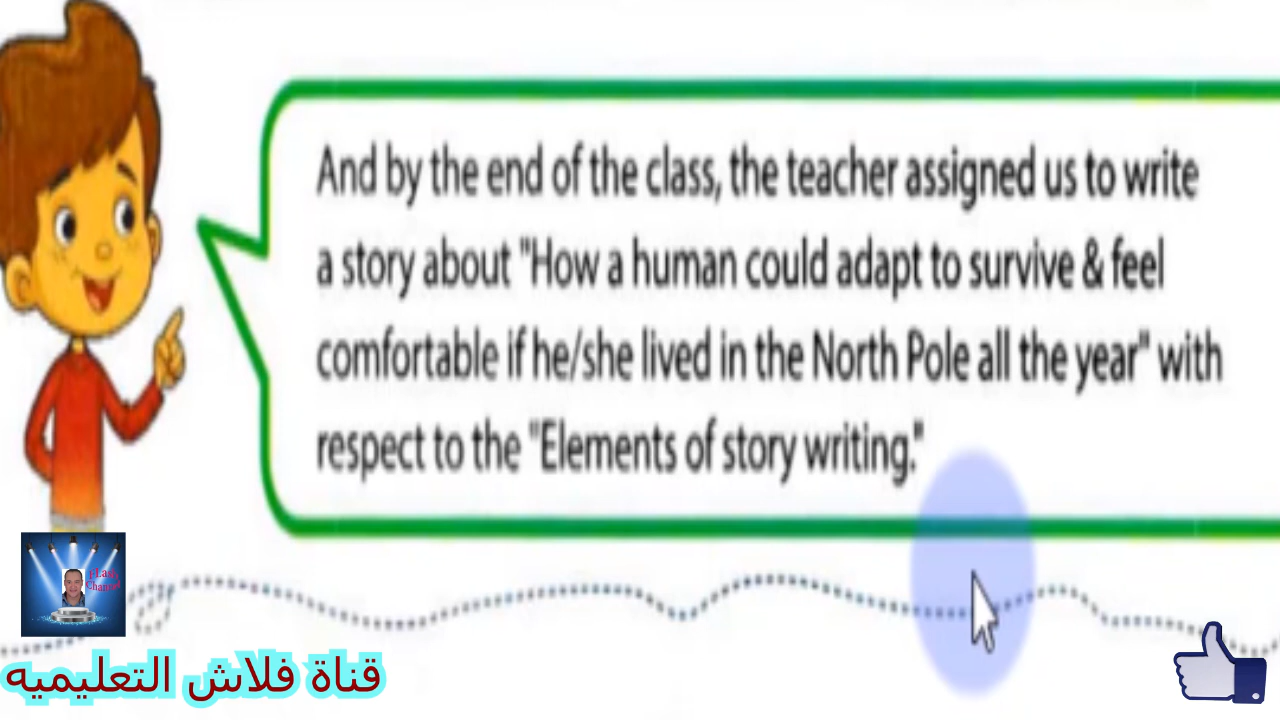 And by the end of the class, the teacher assigned us to write
a story about "How a human could adapt to survive & feel
comfortable if he/she lived in the North Pole all the year" with
respect to the "Elements of story writing."
FLash
Channel
قناة فلاش التعليميه